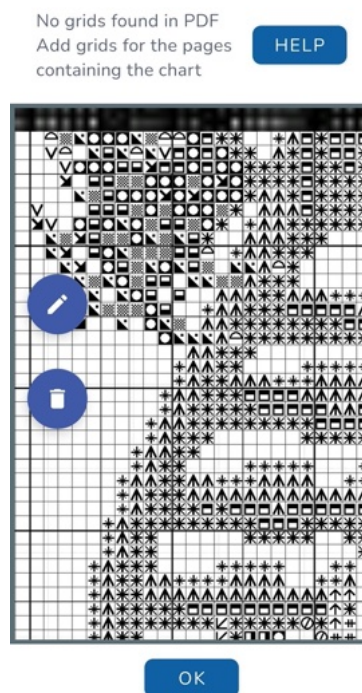 No grids found in PDF
Add grids for the pages
containing the chart
HELP
OK